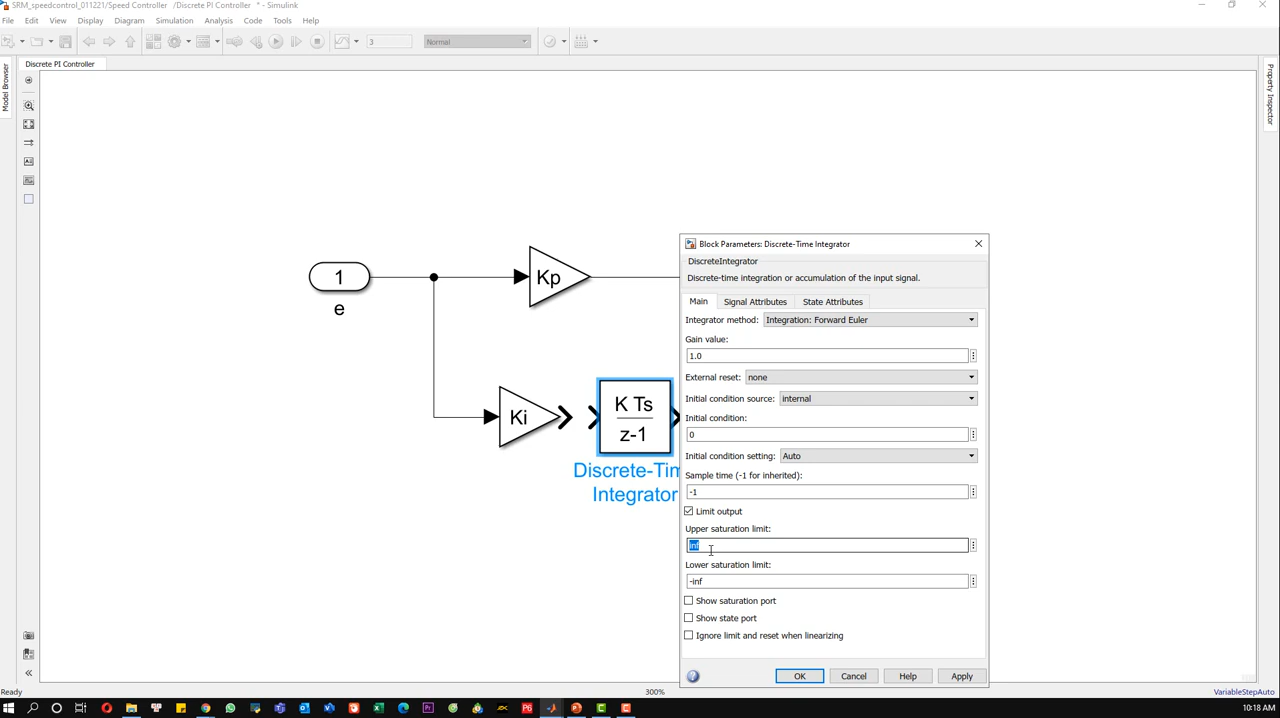 SRM_speedcontrol_011221/Speed Controller /Discrete PI Controller * - Simulink
File Edit View Display Diagram Simulation Analysis Code Tools Help
3
Normal
Discrete PI Controller
Model Browser
Property Inspector
1
e
Kp
Ki
K Ts
z-1
Discrete-Tim
Integrator
Block Parameters: Discrete-Time Integrator
DiscreteIntegrator
Discrete-time integration or accumulation of the input signal.
Main Signal Attributes State Attributes
Integrator method: Integration: Forward Euler
Gain value:
1.0
External reset: none
Initial condition source: internal
Initial condition:
0
Initial condition setting: Auto
Sample time (-1 for inherited):
-1
Limit output
Upper saturation limit:
inf
Lower saturation limit:
-inf
Show saturation port
Show state port
Ignore limit and reset when linearizing
OK Cancel Help Apply
Ready 300% VariableStepAuto
10:18 AM